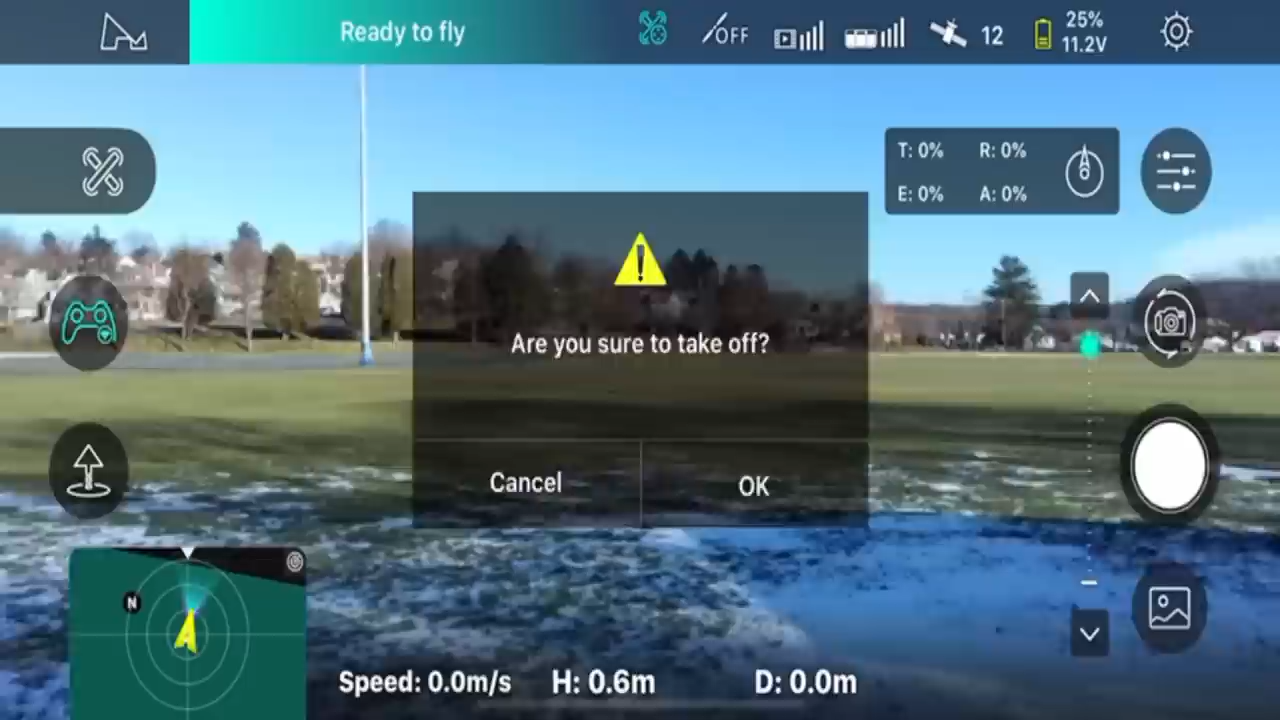 Ready to fly
OFF
12
25%
11.2V
T: 0% R: 0%
E: 0% A: 0%
Are you sure to take off?
Cancel OK
N
Speed: 0.0m/s H: 0.6m D: 0.0m